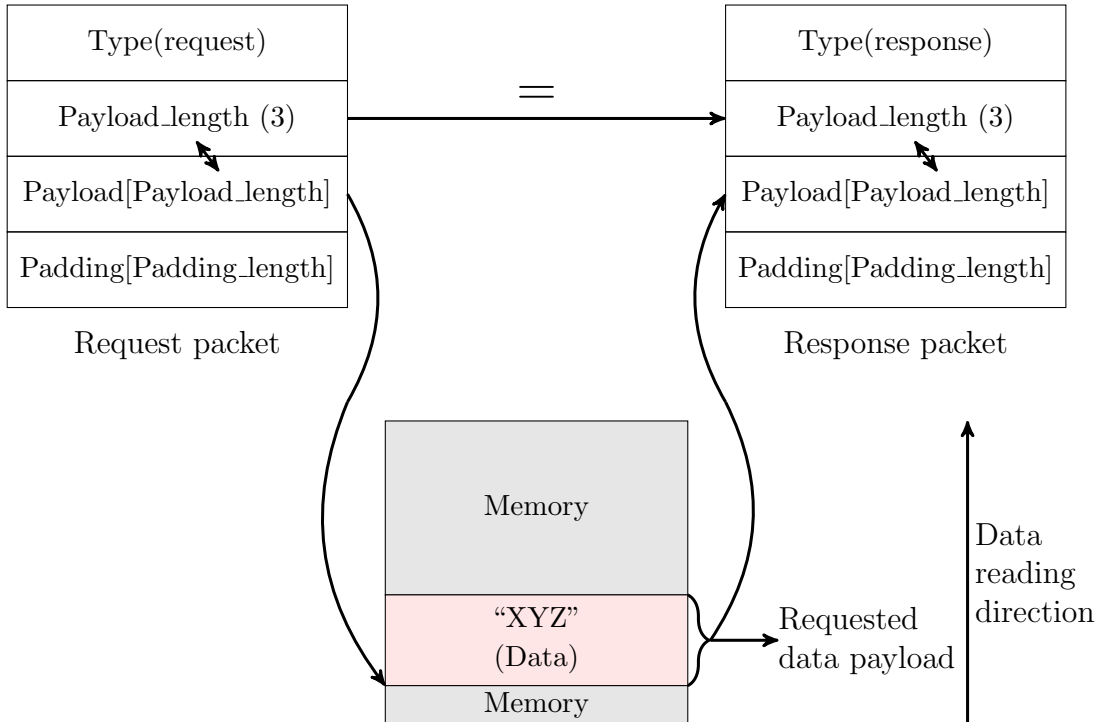 Type(request)
Payload_length (3)
Payload[Payload_length]
Padding[Padding_length]
Request packet
=
Type(response)
Payload_length (3)
Payload[Payload_length]
Padding[Padding_length]
Response packet
Memory
“XYZ”
(Data)
Memory
Requested
data payload
Data
reading
direction